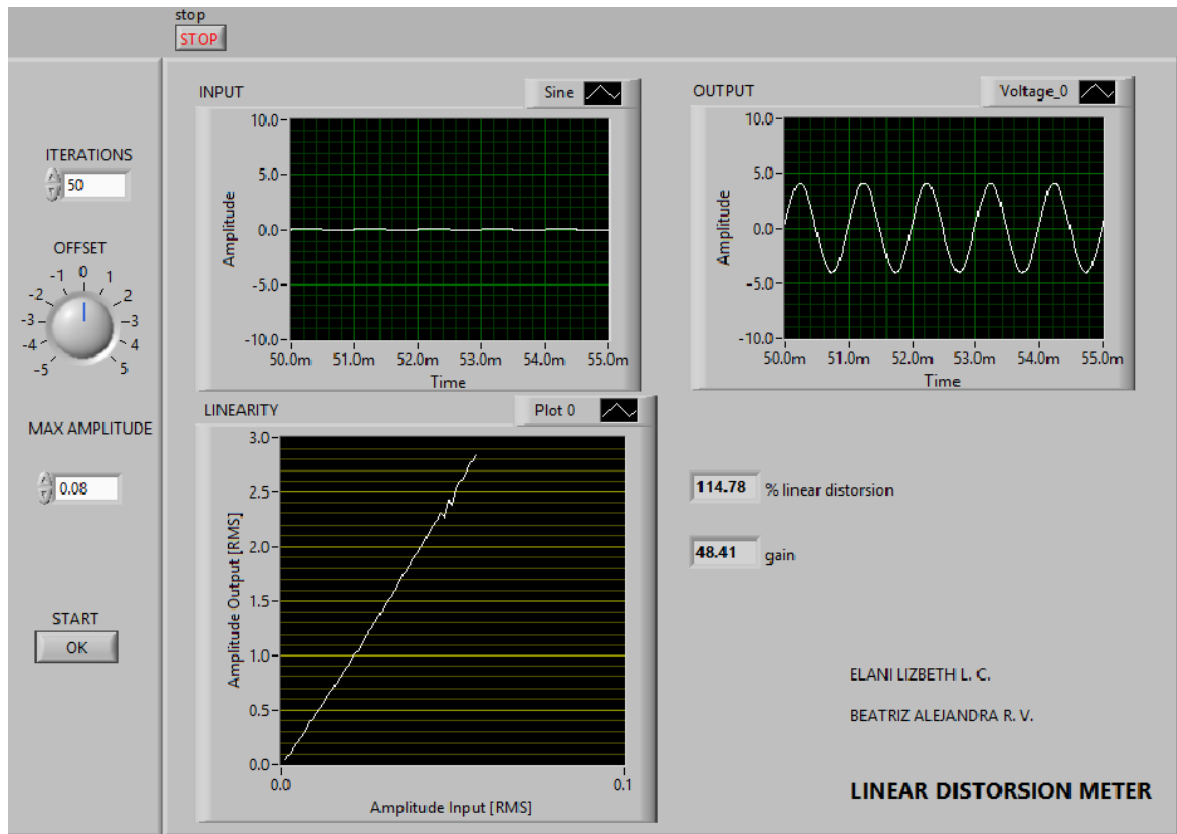 stop
STOP
ITERATIONS
50
OFFSET
-1 0 1
-2 2
-3 3
-4 4
-5 5
MAX AMPLITUDE
0.08
START
OK
INPUT
Sine
10.0
5.0
0.0
-5.0
-10.0
Amplitude
50.0m 51.0m 52.0m 53.0m 54.0m 55.0m
Time
OUTPUT
Voltage_0
10.0
5.0
0.0
-5.0
-10.0
Amplitude
50.0m 51.0m 52.0m 53.0m 54.0m 55.0m
Time
LINEARITY
Plot 0
3.0
2.5
2.0
1.5
1.0
0.5
0.0
Amplitude Output [RMS]
0.0 0.1
Amplitude Input [RMS]
114.78 % linear distorsion
48.41 gain
ELANI LIZBETH L. C.
BEATRIZ ALEJANDRA R. V.
LINEAR DISTORSION METER